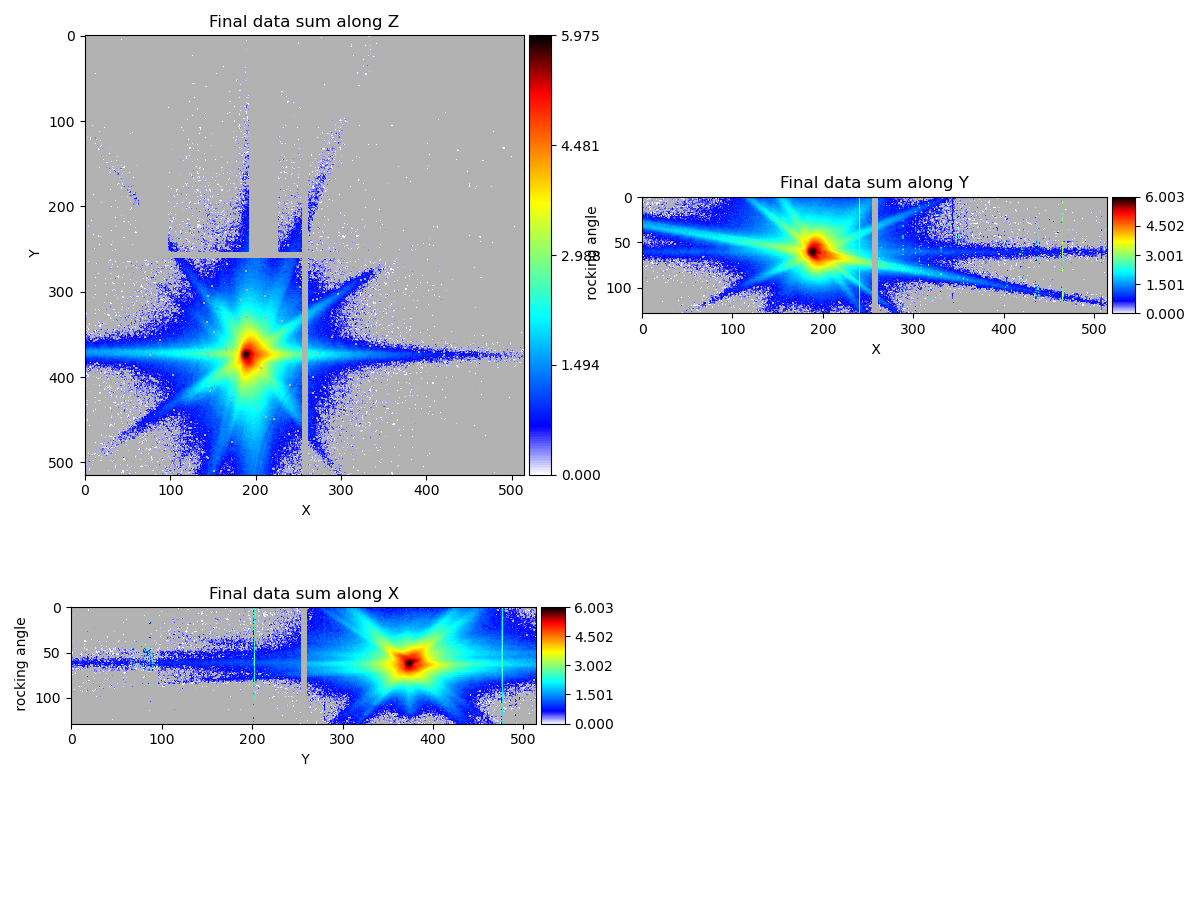 Final data sum along Z
0
100
200
300
400
500
Y
0 100 200 300 400 500
X
5.975
4.481
2.988
1.494
0.000
Final data sum along Y
0
50
100
rocking angle
0 100 200 300 400 500
X
6.003
4.502
3.001
1.501
0.000
Final data sum along X
0
50
100
rocking angle
0 100 200 300 400 500
Y
6.003
4.502
3.002
1.501
0.000